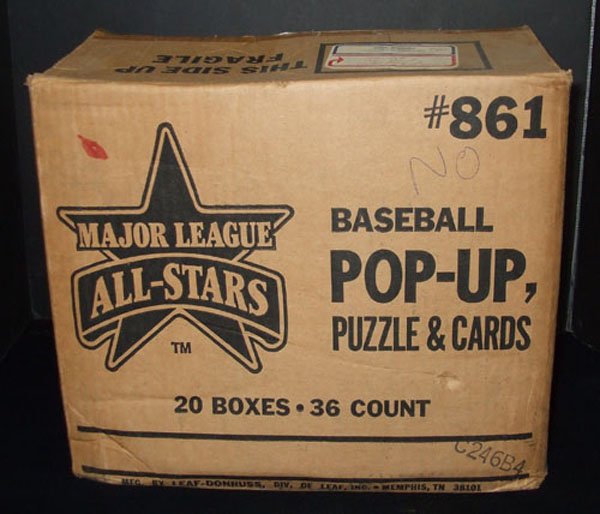 THIS SIDE UP
FRAGILE
#861
NO
MAJOR LEAGUE
ALL-STARS
TM
BASEBALL
POP-UP,
PUZZLE & CARDS
20 BOXES • 36 COUNT
C246B4
MFG. BY LEAF-DONRUSS, DIV. OF LEAF, INC. • MEMPHIS, TN 38101